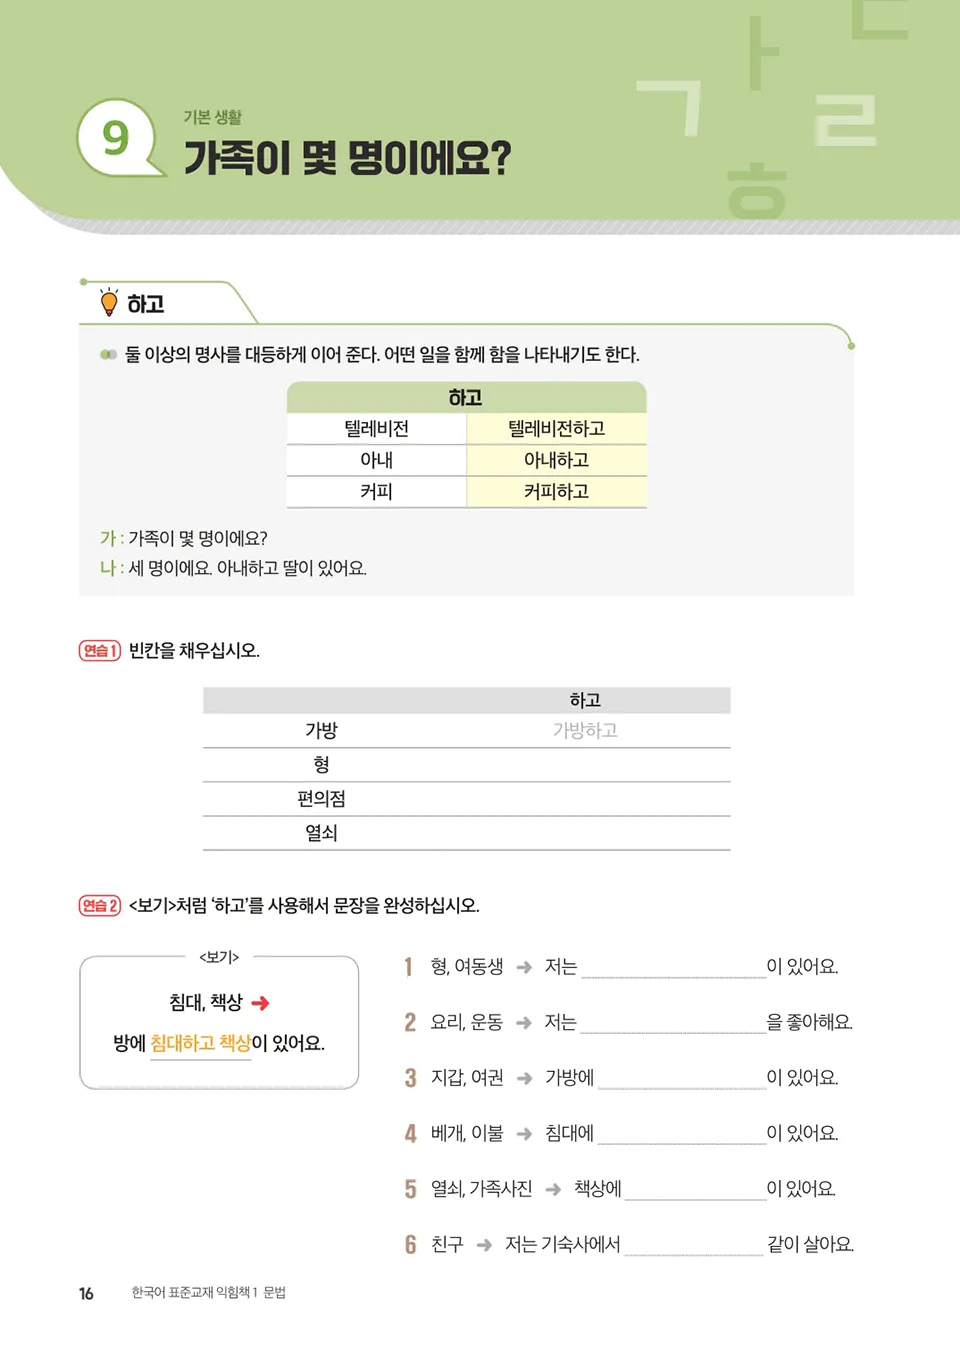 9
기본 생활
가족이 몇 명이에요?
ㄱ ㅏ ㄴ ㄹ ㅎ
하고
둘 이상의 명사를 대등하게 이어 준다. 어떤 일을 함께 함을 나타내기도 한다.
하고
텔레비전 텔레비전하고
아내 아내하고
커피 커피하고
가 : 가족이 몇 명이에요?
나 : 세 명이에요. 아내하고 딸이 있어요.
연습 1 빈칸을 채우십시오.
하고
가방 가방하고
형
편의점
열쇠
연습 2 <보기>처럼 ‘하고’를 사용해서 문장을 완성하십시오.
<보기>
침대, 책상 ➜
방에 침대하고 책상이 있어요.
1 형, 여동생 ➜ 저는 ____________ 이 있어요.
2 요리, 운동 ➜ 저는 ____________ 을 좋아해요.
3 지갑, 여권 ➜ 가방에 ____________ 이 있어요.
4 베개, 이불 ➜ 침대에 ____________ 이 있어요.
5 열쇠, 가족사진 ➜ 책상에 ____________ 이 있어요.
6 친구 ➜ 저는 기숙사에서 ____________ 같이 살아요.
16 한국어 표준교재 익힘책 1 문법